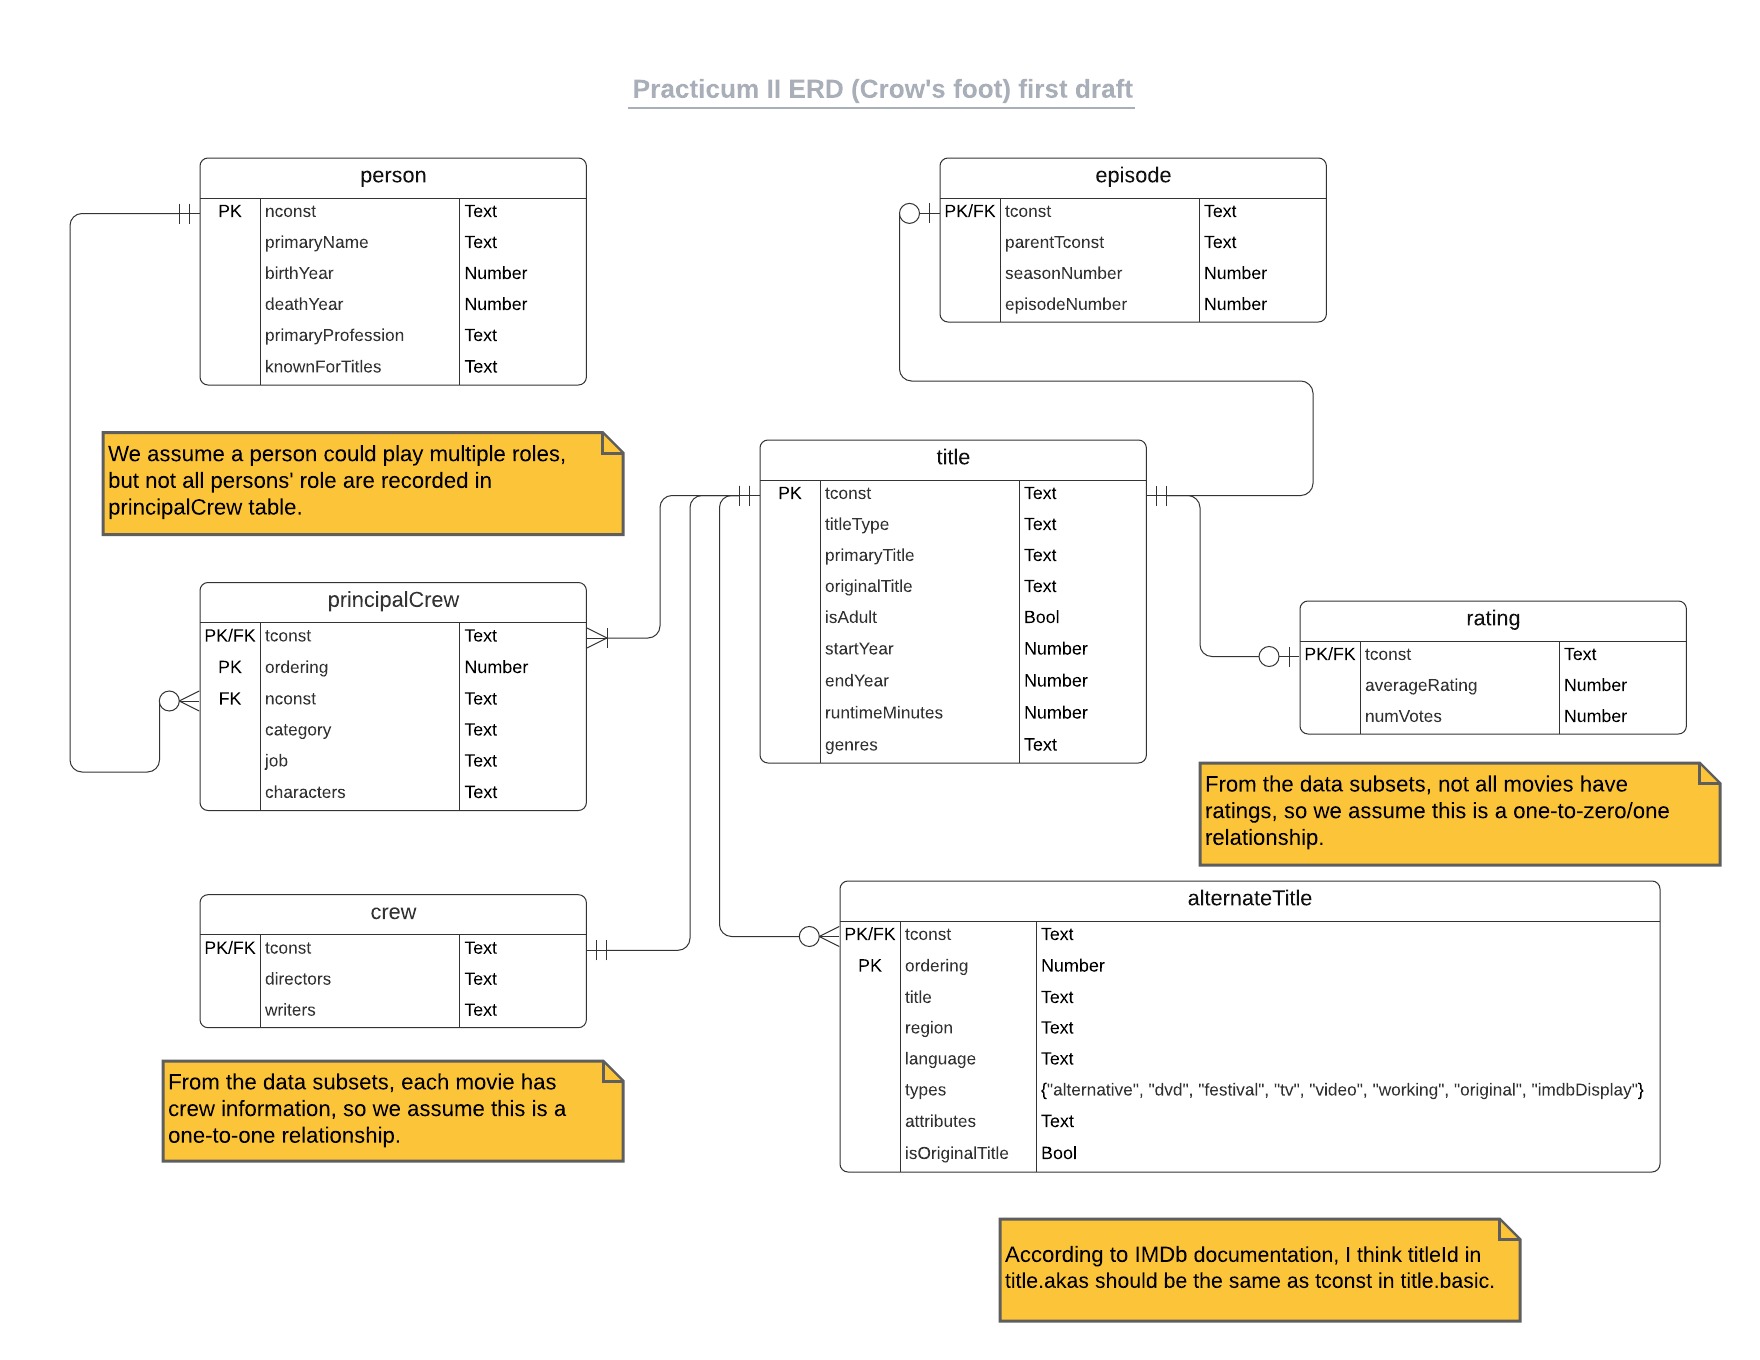 Practicum II ERD (Crow's foot) first draft
person
PK nconst Text
primaryName Text
birthYear Number
deathYear Number
primaryProfession Text
knownForTitles Text
episode
PK/FK tconst Text
parentTconst Text
seasonNumber Number
episodeNumber Number
We assume a person could play multiple roles,
but not all persons' role are recorded in
principalCrew table.
title
PK tconst Text
titleType Text
primaryTitle Text
originalTitle Text
isAdult Bool
startYear Number
endYear Number
runtimeMinutes Number
genres Text
principalCrew
PK/FK tconst Text
PK ordering Number
FK nconst Text
category Text
job Text
characters Text
rating
PK/FK tconst Text
averageRating Number
numVotes Number
From the data subsets, not all movies have
ratings, so we assume this is a one-to-zero/one
relationship.
crew
PK/FK tconst Text
directors Text
writers Text
From the data subsets, each movie has
crew information, so we assume this is a
one-to-one relationship.
alternateTitle
PK/FK tconst Text
PK ordering Number
title Text
region Text
language Text
types {"alternative", "dvd", "festival", "tv", "video", "working", "original", "imdbDisplay"}
attributes Text
isOriginalTitle Bool
According to IMDb documentation, I think titleId in
title.akas should be the same as tconst in title.basic.